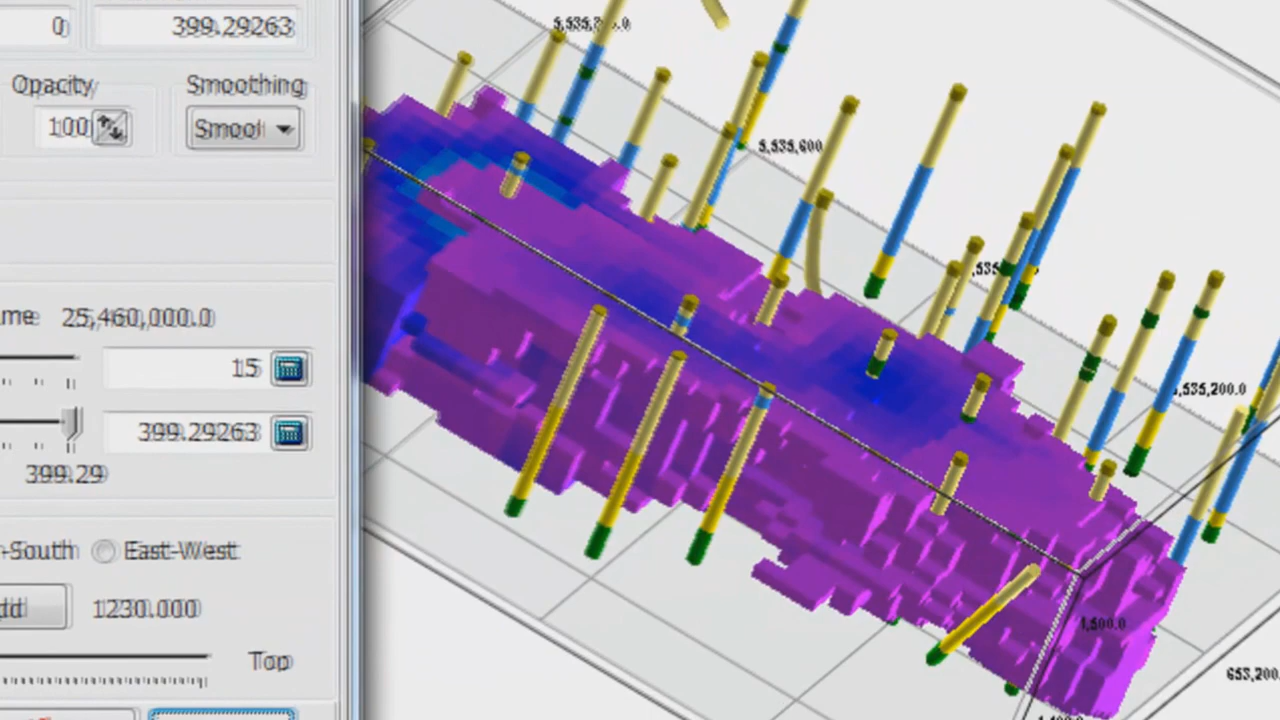 0 399.29263
Opacity Smoothing
100 Smool
me 25,460,000.0
15
399.29263
399.29
-South East-West
dd 1230.000
Top
5,535,600
5,535,200.0
1,500.0
653,200.